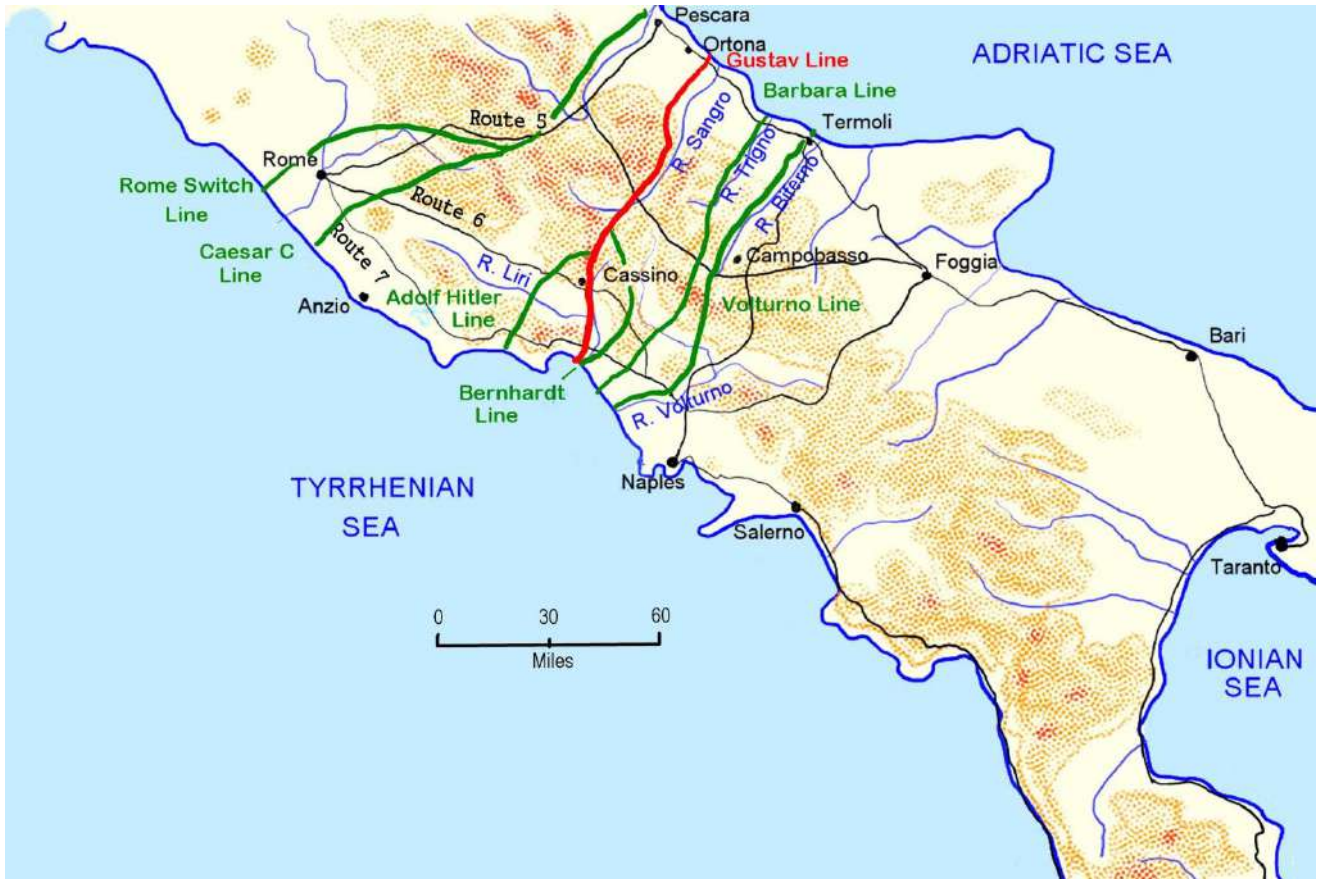 Pescara
Ortona
ADRIATIC SEA
Gustav Line
Barbara Line
Route 5
R. Sangro
Termoli
Rome
R. Trigno
R. Biferno
Rome Switch
Line
Route 6
Caesar C
Line
Route 7
R. Liri
Cassino
Campobasso
Foggia
Anzio
Adolf Hitler
Line
Volturno Line
Bari
Bernhardt
Line
R. Volturno
Naples
TYRRHENIAN
SEA
Salerno
Taranto
0 30 60
Miles
IONIAN
SEA